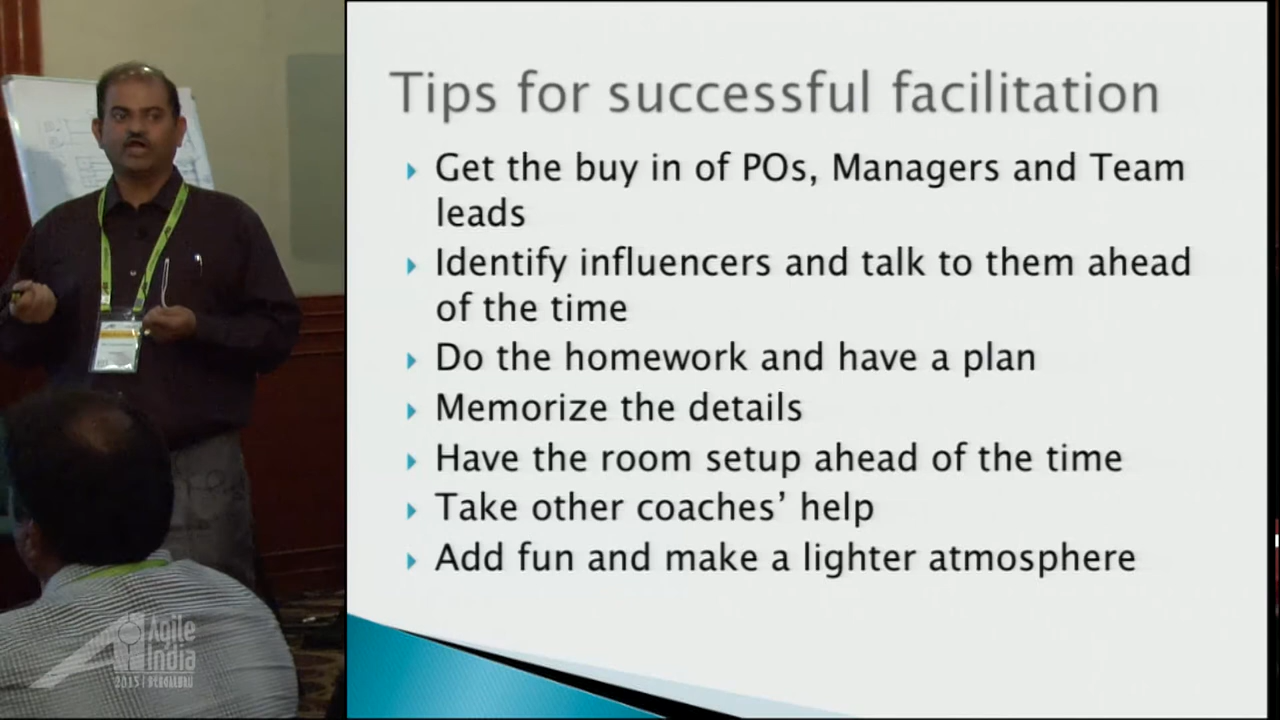 Tips for successful facilitation
Get the buy in of POs, Managers and Team
leads
Identify influencers and talk to them ahead
of the time
Do the homework and have a plan
Memorize the details
Have the room setup ahead of the time
Take other coaches’ help
Add fun and make a lighter atmosphere
Agile
India
2015 | BENGALURU